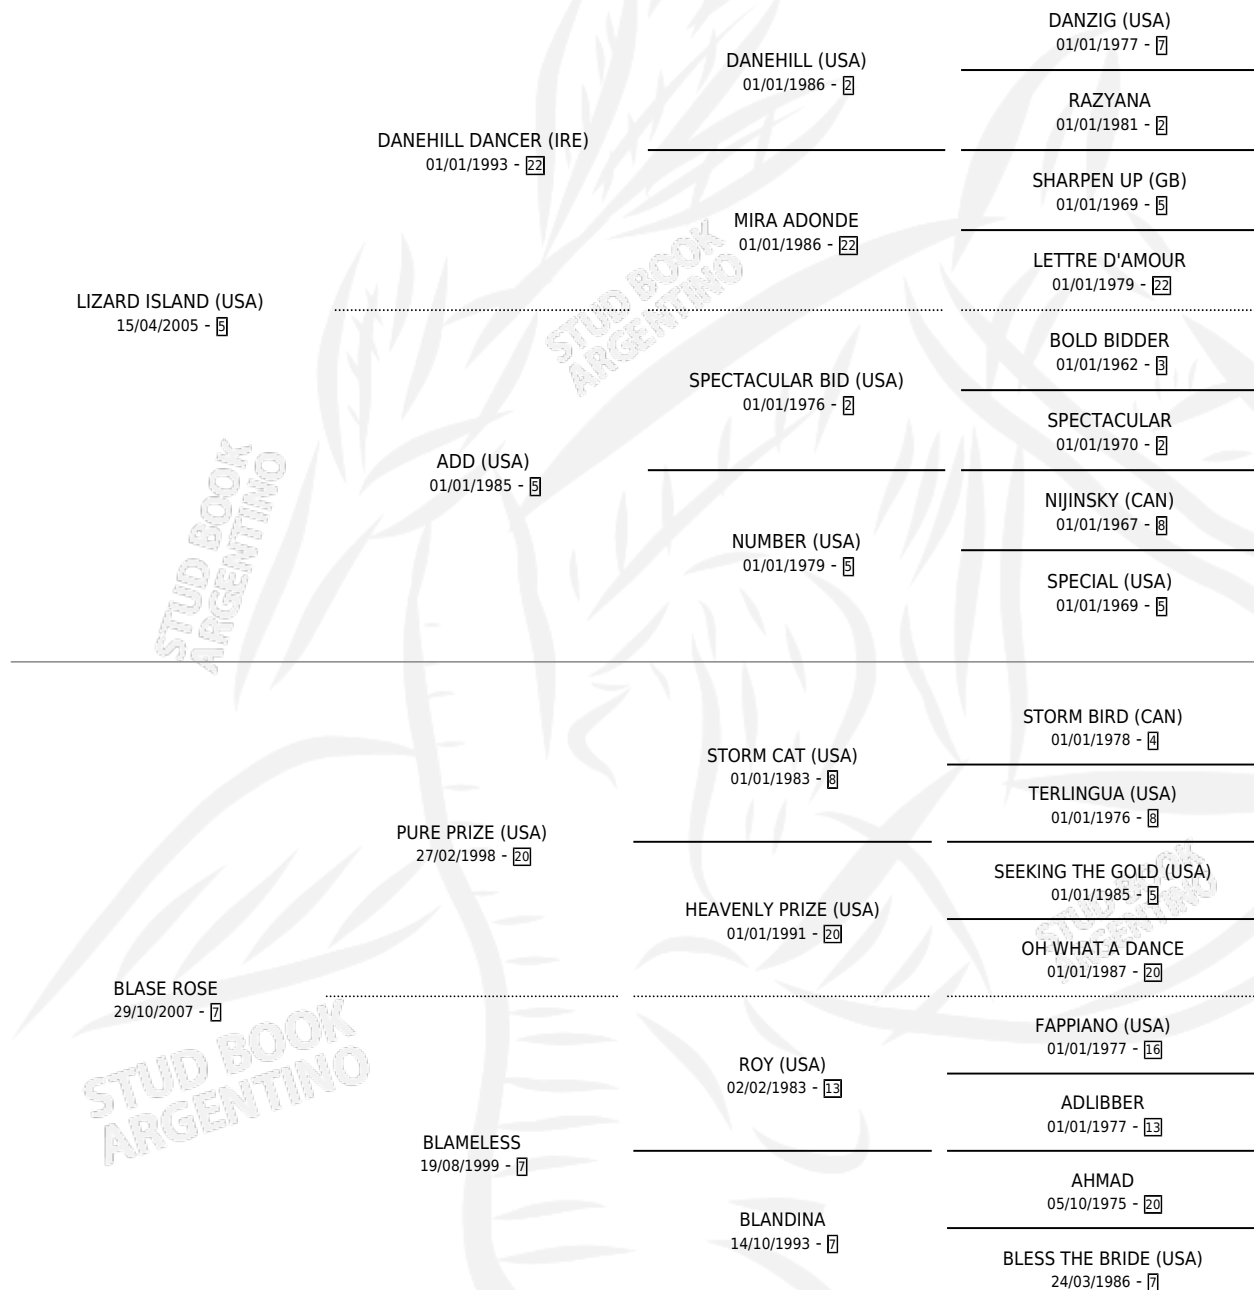 DANZIG (USA)
01/01/1977 - 7
DANEHILL (USA)
01/01/1986 - 2
RAZYANA
01/01/1981 - 2
DANEHILL DANCER (IRE)
01/01/1993 - 22
SHARPEN UP (GB)
01/01/1969 - 5
MIRA ADONDE
01/01/1986 - 22
LETTRE D'AMOUR
01/01/1979 - 22
LIZARD ISLAND (USA)
15/04/2005 - 5
BOLD BIDDER
01/01/1962 - 3
SPECTACULAR BID (USA)
01/01/1976 - 2
SPECTACULAR
01/01/1970 - 2
ADD (USA)
01/01/1985 - 5
NIJINSKY (CAN)
01/01/1967 - 8
NUMBER (USA)
01/01/1979 - 5
SPECIAL (USA)
01/01/1969 - 5
STORM BIRD (CAN)
01/01/1978 - 4
STORM CAT (USA)
01/01/1983 - 8
TERLINGUA (USA)
01/01/1976 - 8
PURE PRIZE (USA)
27/02/1998 - 20
SEEKING THE GOLD (USA)
01/01/1985 - 5
HEAVENLY PRIZE (USA)
01/01/1991 - 20
OH WHAT A DANCE
01/01/1987 - 20
BLASE ROSE
29/10/2007 - 7
FAPPIANO (USA)
01/01/1977 - 16
ROY (USA)
02/02/1983 - 13
ADLIBBER
01/01/1977 - 13
BLAMELESS
19/08/1999 - 7
AHMAD
05/10/1975 - 20
BLANDINA
14/10/1993 - 7
BLESS THE BRIDE (USA)
24/03/1986 - 7
STUD BOOK
ARGENTINO
STUD BOOK
ARGENTINO
STUD BOOK
ARGENTINO
STUD BOOK
ARGENTINO